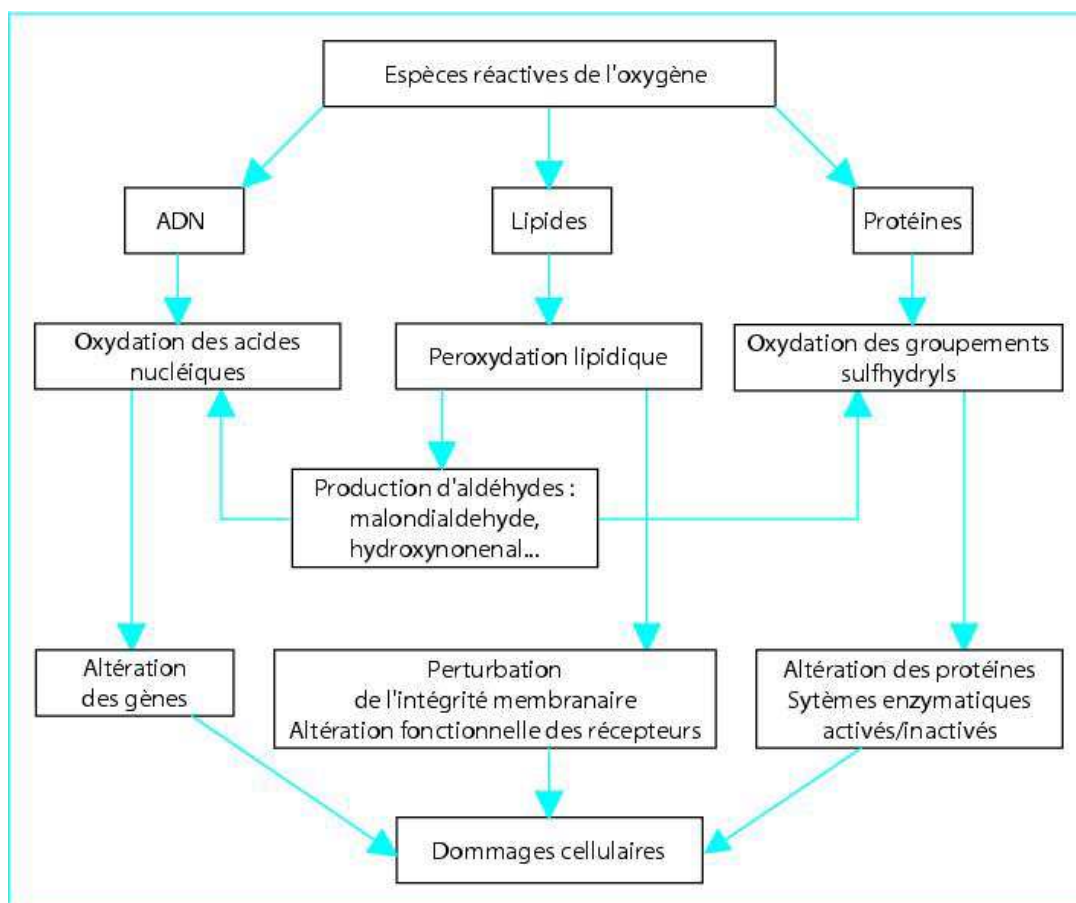 Espèces réactives de l'oxygène
ADN
Lipides
Protéines
Oxydation des acides
nucléiques
Peroxydation lipidique
Oxydation des groupements
sulfhydryls
Production d'aldéhydes :
malondialdehyde,
hydroxynonenal...
Altération
des gènes
Perturbation
de l'intégrité membranaire
Altération fonctionnelle des récepteurs
Altération des protéines
Sytèmes enzymatiques
activés/inactivés
Dommages cellulaires